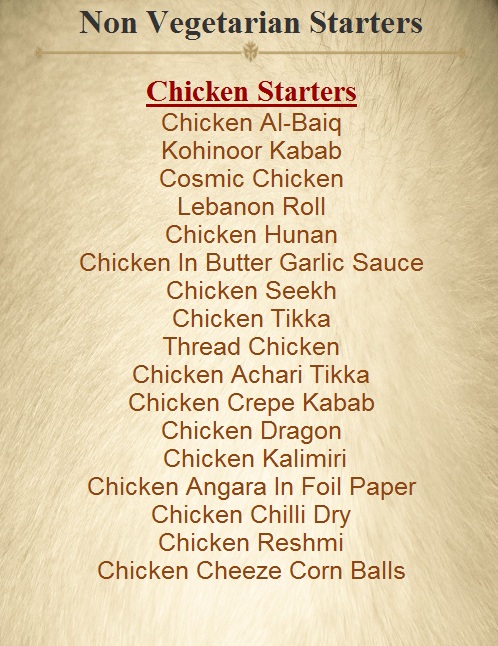 Non Vegetarian Starters
Chicken Starters
Chicken Al-Baiq
Kohinoor Kabab
Cosmic Chicken
Lebanon Roll
Chicken Hunan
Chicken In Butter Garlic Sauce
Chicken Seekh
Chicken Tikka
Thread Chicken
Chicken Achari Tikka
Chicken Crepe Kabab
Chicken Dragon
Chicken Kalimiri
Chicken Angara In Foil Paper
Chicken Chilli Dry
Chicken Reshmi
Chicken Cheeze Corn Balls